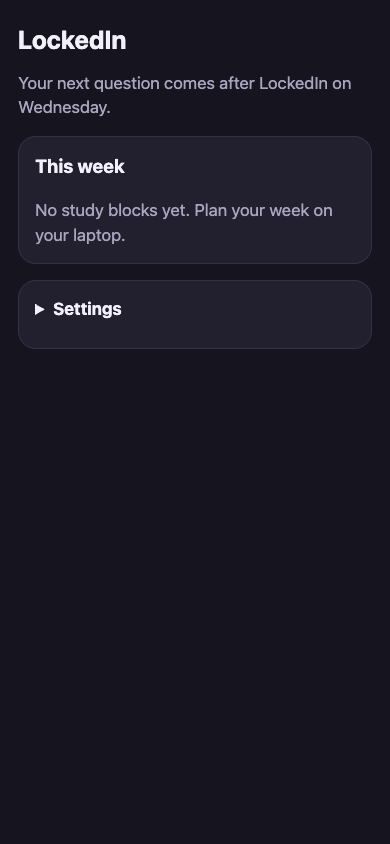 LockedIn
Your next question comes after LockedIn on
Wednesday.
This week
No study blocks yet. Plan your week on
your laptop.
Settings